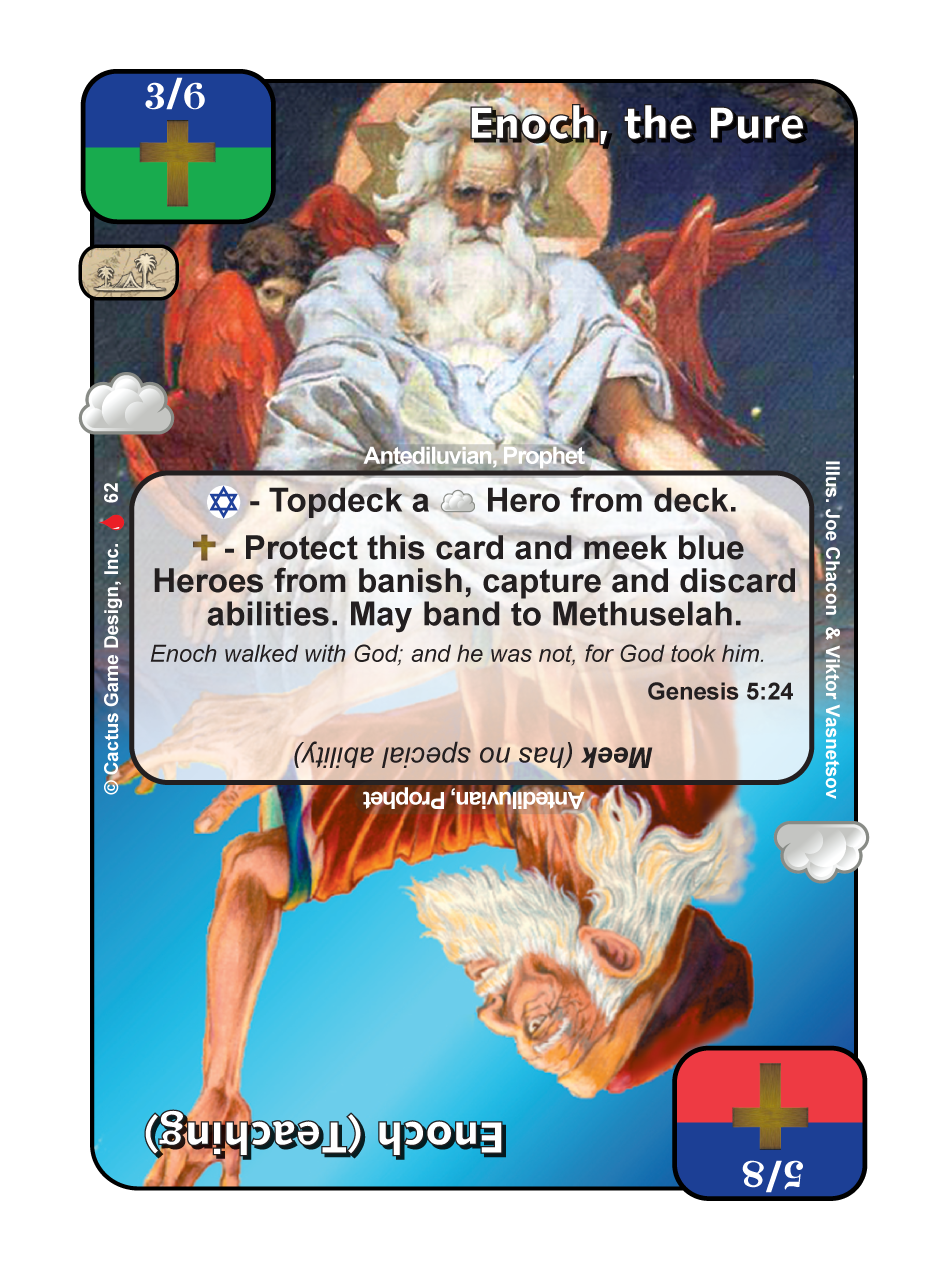 3/6
Enoch, the Pure
Antediluvian, Prophet
- Topdeck a Hero from deck.
- Protect this card and meek blue
Heroes from banish, capture and discard
abilities. May band to Methuselah.
Enoch walked with God; and he was not, for God took him.
Genesis 5:24
Meek (has no special ability)
Antediluvian, Prophet
Enoch (Teaching)
5/8
© Cactus Game Design, Inc. 62
Illus. Joe Chacon & Viktor Vasnetsov